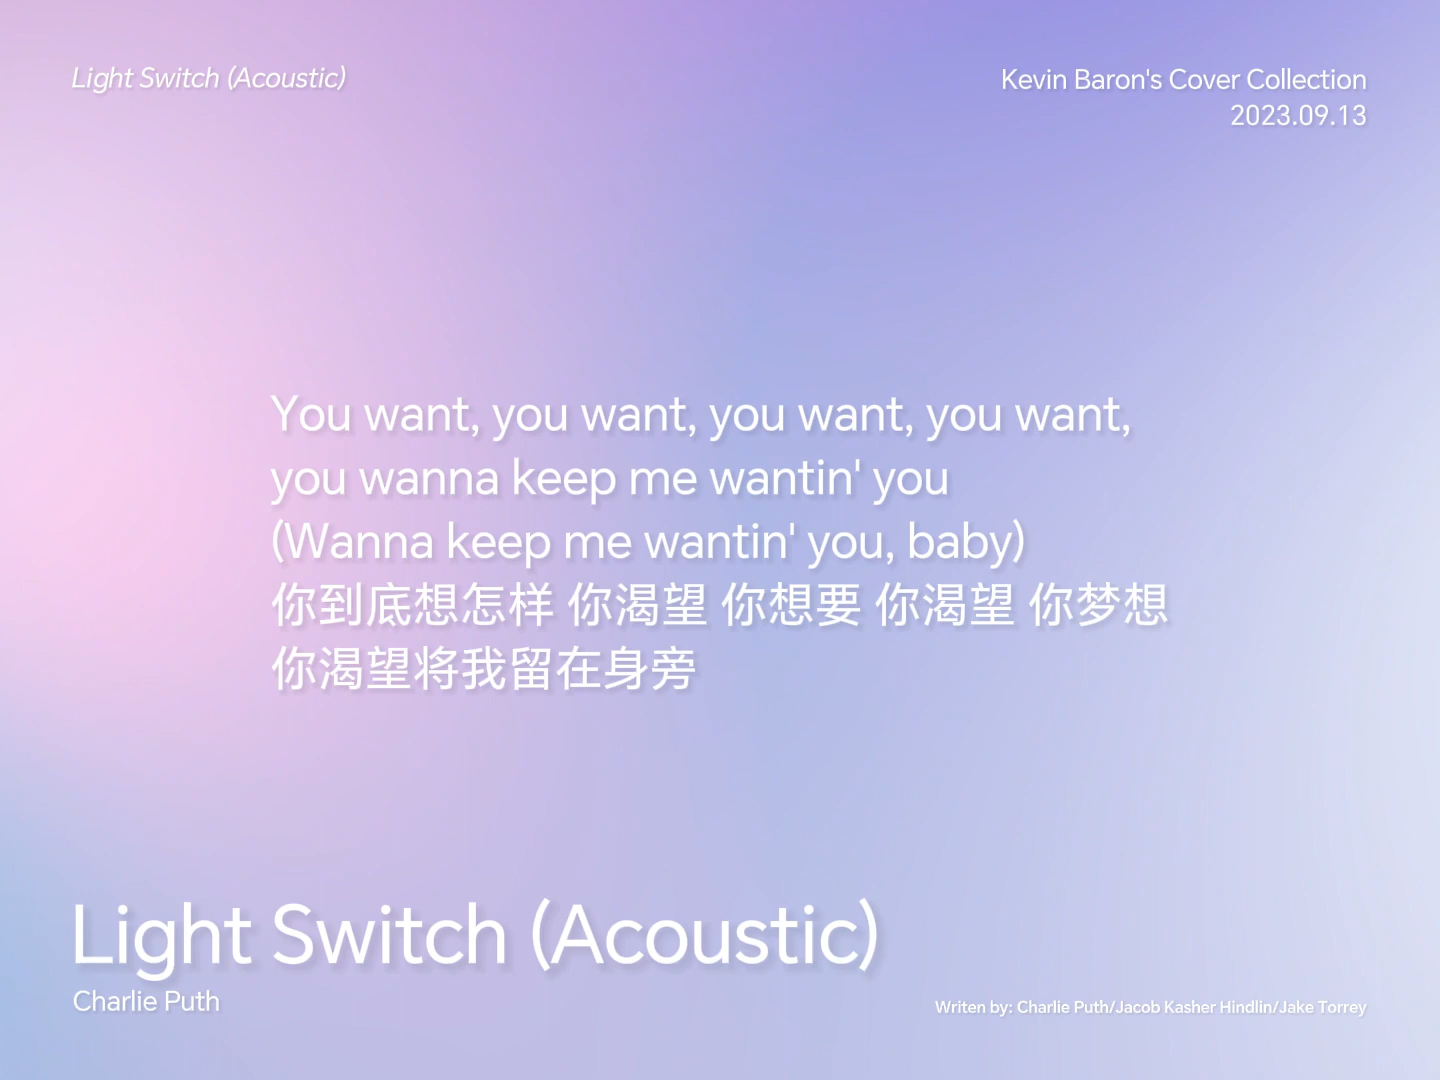 Light Switch (Acoustic)
Kevin Baron's Cover Collection
2023.09.13
You want, you want, you want, you want,
you wanna keep me wantin' you
(Wanna keep me wantin' you, baby)
你到底想怎样 你渴望 你想要 你渴望 你梦想
你渴望将我留在身旁
Light Switch (Acoustic)
Charlie Puth
Writen by: Charlie Puth/Jacob Kasher Hindlin/Jake Torrey